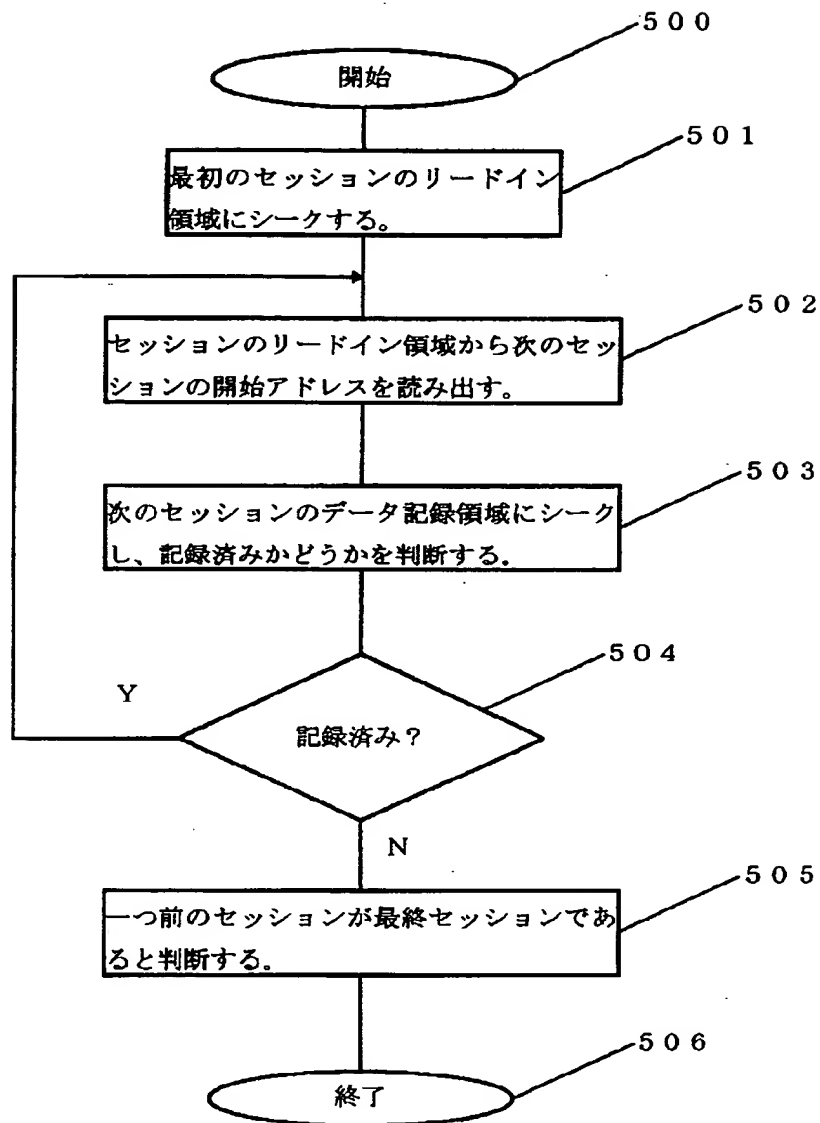 ５００
開始
５０１
最初のセッションのリードイン
領域にシークする。
５０２
セッションのリードイン領域から次のセッ
ションの開始アドレスを読み出す。
５０３
次のセッションのデータ記録領域にシーク
し、記録済みかどうかを判断する．
５０４
Y
記録済み？
N
５０５
一つ前のセッションが最終セッションであ
ると判断する．
５０６
終了